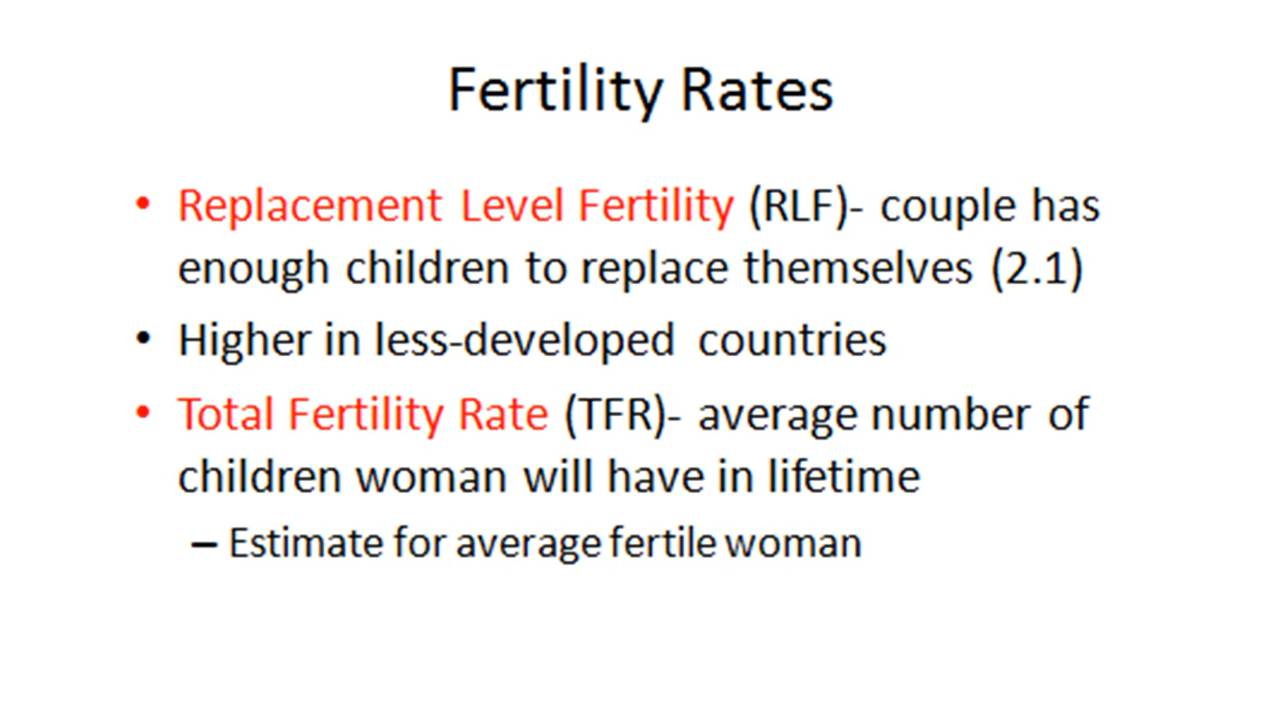 Fertility Rates
• Replacement Level Fertility (RLF)- couple has
enough children to replace themselves (2.1)
• Higher in less-developed countries
• Total Fertility Rate (TFR)- average number of
children woman will have in lifetime
– Estimate for average fertile woman